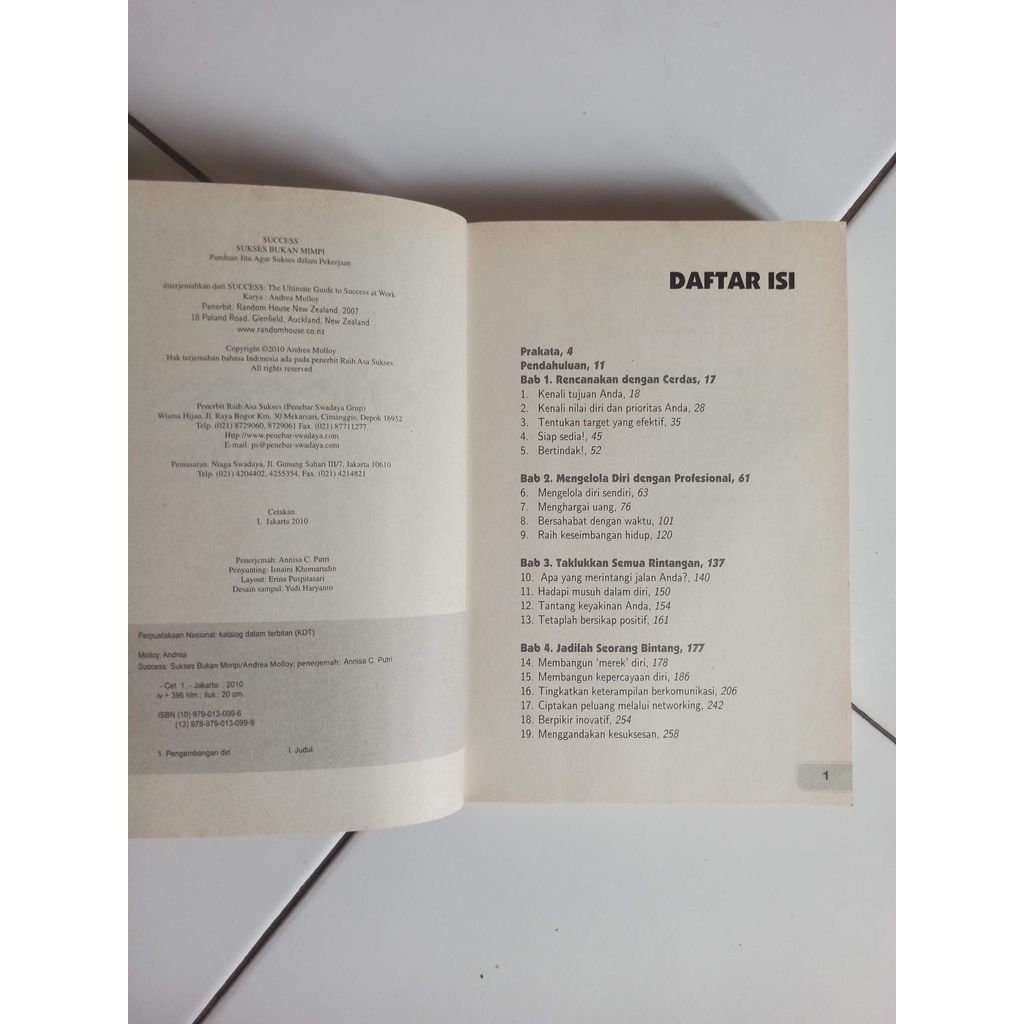 SUCCESS
SUKSES BUKAN MIMPI
Panduan Jitu Agar Sukses dalam Pekerjaan
diterjemahkan dari SUCCESS: The Ultimate Guide to Success at Work
Karya : Andrea Molloy
Penerbit: Random House New Zealand, 2007
18 Poland Road, Glenfield, Auckland, New Zealand
www.randomhouse.co.nz
Copyright ©2010 Andrea Molloy
Hak terjemahan bahasa Indonesia ada pada penerbit Raih Asa Sukses
All rights reserved
Penerbit Raih Asa Sukses (Penebar Swadaya Grup)
Wisma Hijau, Jl. Raya Bogor Km. 30 Mekarsari, Cimanggis, Depok 16952
Telp. (021) 8729060, 8729061 Fax. (021) 87711277
Http://www.penebar-swadaya.com
E-mail: ps@penebar-swadaya.com
Pemasaran: Niaga Swadaya, Jl. Gunung Sahari III/7, Jakarta 10610
Telp. (021) 4204402, 4255354, Fax. (021) 4214821
Cetakan:
1. Jakarta 2010
Penerjemah: Annisa C. Putri
Penyunting: Isnaini Khomarudin
Layout: Erina Puspitasari
Desain sampul: Yudi Haryanto
Perpustakaan Nasional: katalog dalam terbitan (KDT)
Molloy, Andrea
Success: Sukses Bukan Mimpi/Andrea Molloy; penerjemah: Annisa C. Putri
- Cet. 1. - Jakarta: , 2010.
iv + 396 hlm.; ilus.; 20 cm.
ISBN (10) 979-013-099-6
(13) 978-979-013-099-9
1. Pengembangan diri I. Judul.
DAFTAR ISI
Prakata, 4
Pendahuluan, 11
Bab 1. Rencanakan dengan Cerdas, 17
1. Kenali tujuan Anda, 18
2. Kenali nilai diri dan prioritas Anda, 28
3. Tentukan target yang efektif, 35
4. Siap sedia!, 45
5. Bertindak!, 52
Bab 2. Mengelola Diri dengan Profesional, 61
6. Mengelola diri sendiri, 63
7. Menghargai uang, 76
8. Bersahabat dengan waktu, 101
9. Raih keseimbangan hidup, 120
Bab 3. Taklukkan Semua Rintangan, 137
10. Apa yang merintangi jalan Anda?, 140
11. Hadapi musuh dalam diri, 150
12. Tantang keyakinan Anda, 154
13. Tetaplah bersikap positif, 161
Bab 4. Jadilah Seorang Bintang, 177
14. Membangun 'merek' diri, 178
15. Membangun kepercayaan diri, 186
16. Tingkatkan keterampilan berkomunikasi, 206
17. Ciptakan peluang melalui networking, 242
18. Berpikir inovatif, 254
19. Menggandakan kesuksesan, 258
1